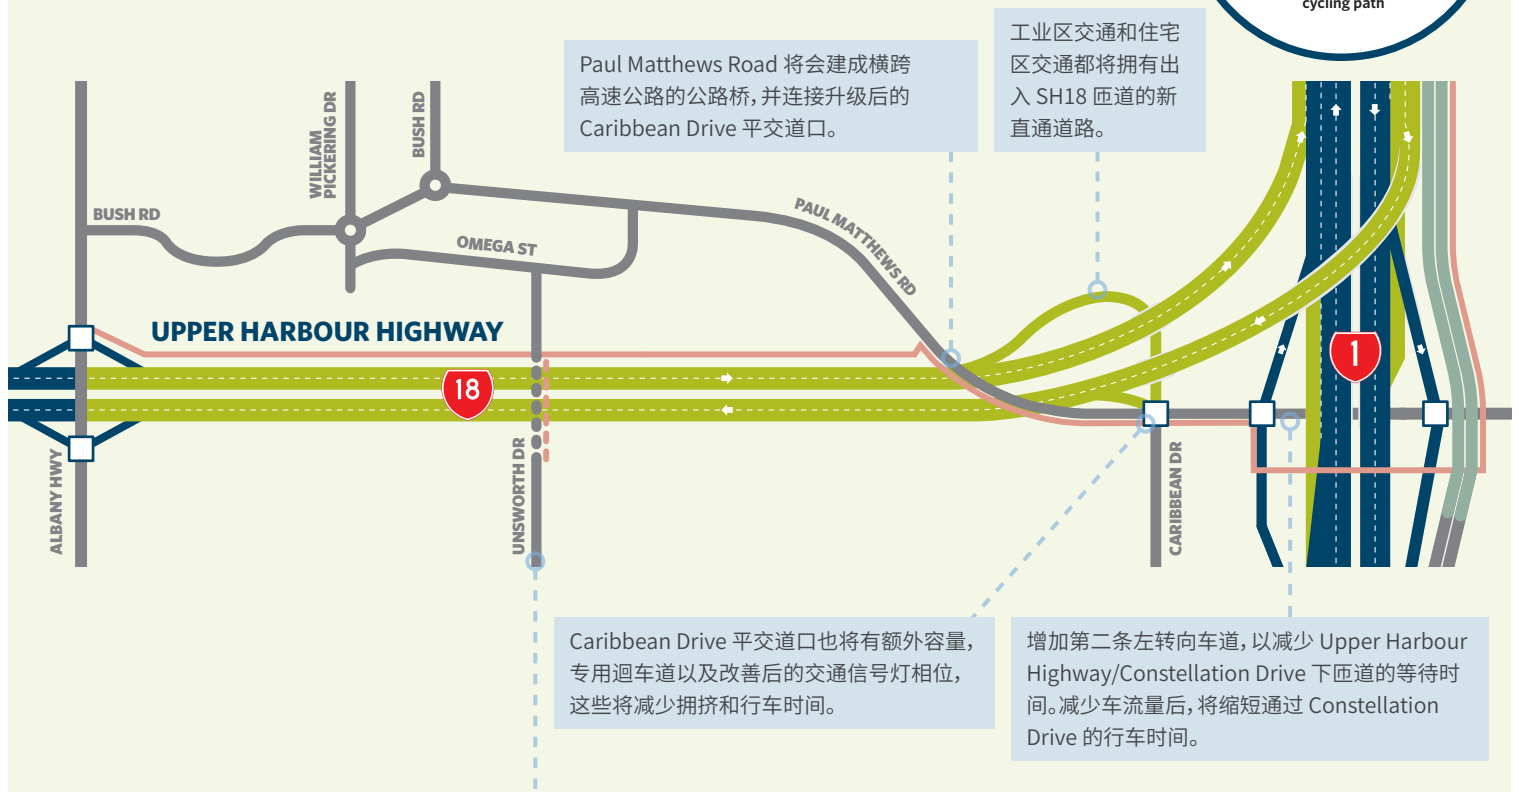 cycling path
工业区交通和住宅
区交通都将拥有出
入 SH18 匝道的新
直通道路。
Paul Matthews Road 将会建成横跨
高速公路的公路桥，并连接升级后的
Caribbean Drive 平交道口。
WILLIAM
PICKERING DR
BUSH RD
BUSH RD
OMEGA ST
PAUL MATTHEWS RD
UPPER HARBOUR HIGHWAY
18
1
ALBANY HWY
UNSWORTH DR
CARIBBEAN DR
Caribbean Drive 平交道口也将有额外容量，
专用迴车道以及改善后的交通信号灯相位，
这些将减少拥挤和行车时间。
增加第二条左转向车道，以减少 Upper Harbour
Highway/Constellation Drive 下匝道的等待时
间。减少车流量后，将缩短通过 Constellation
Drive 的行车时间。